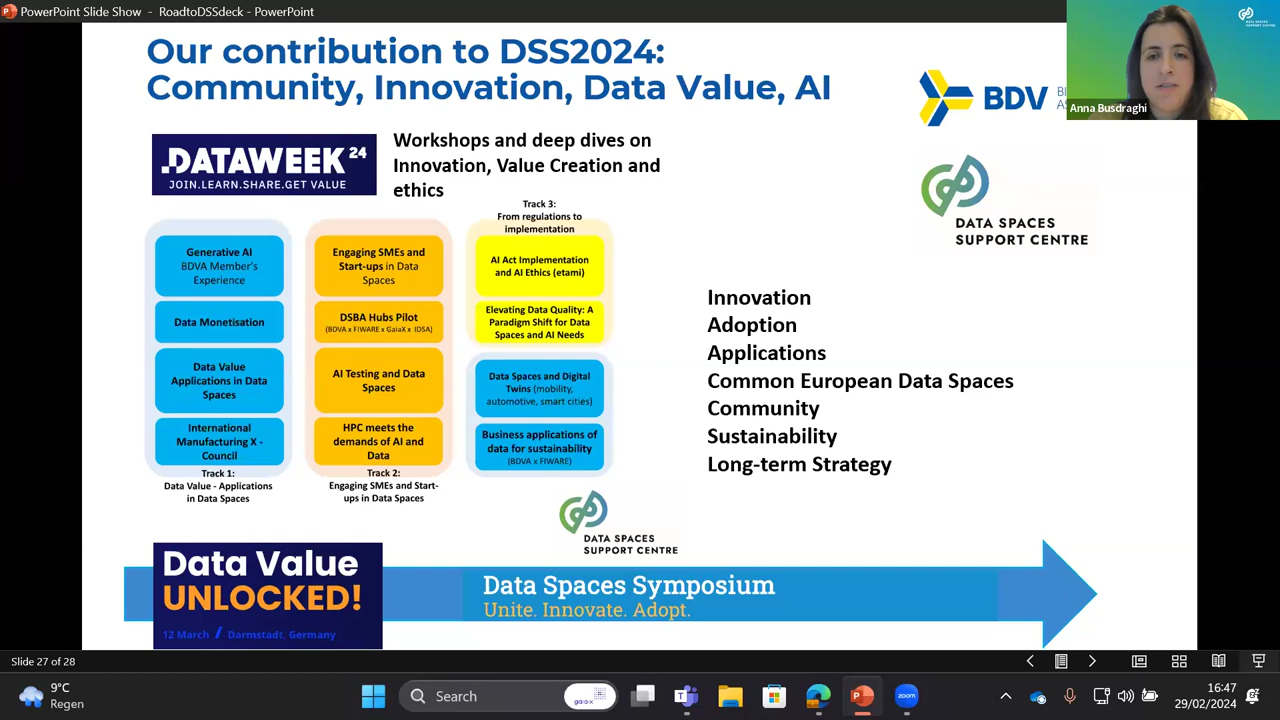 PowerPoint Slide Show - RoadtoDSSdeck - PowerPoint
DATA SPACES
SUPPORT CENTRE
Anna Busdraghi
Our contribution to DSS2024:
Community, Innovation, Data Value, AI
BDV
.DATAWEEK 24
JOIN.LEARN.SHARE.GET VALUE
Workshops and deep dives on
Innovation, Value Creation and
ethics
DATA SPACES
SUPPORT CENTRE
Generative AI
BDVA Member's
Experience
Data Monetisation
Data Value
Applications in Data
Spaces
International
Manufacturing X -
Council
Track 1:
Data Value - Applications
in Data Spaces
Engaging SMEs and
Start-ups in Data
Spaces
DSBA Hubs Pilot
(BDVA x FIWARE x GaiaX x IDSA)
AI Testing and Data
Spaces
HPC meets the
demands of AI and
Data
Track 2:
Engaging SMEs and Start-
ups in Data Spaces
Track 3:
From regulations to
implementation
AI Act Implementation
and AI Ethics (etami)
Elevating Data Quality: A
Paradigm Shift for Data
Spaces and AI Needs
Data Spaces and Digital
Twins (mobility,
automotive, smart cities)
Business applications of
data for sustainability
(BDVA x FIWARE)
Innovation
Adoption
Applications
Common European Data Spaces
Community
Sustainability
Long-term Strategy
DATA SPACES
SUPPORT CENTRE
Data Value
UNLOCKED!
12 March / Darmstadt, Germany
Data Spaces Symposium
Unite. Innovate. Adopt.
Slide 27 of 28
9°C
Regen
Search
gaia-x
zoom
16:47
29/02/2024